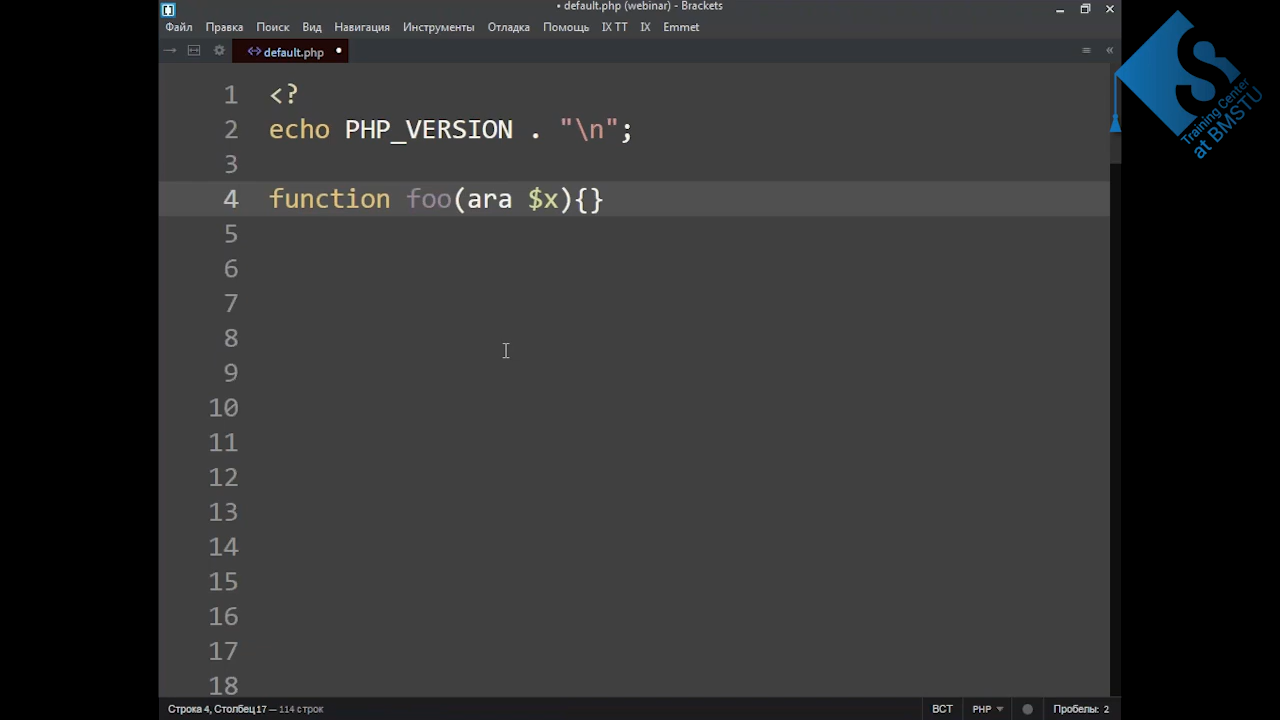 • default.php (webinar) - Brackets
Файл Правка Поиск Вид Навигация Инструменты Отладка Помощь IX TT IX Emmet
default.php •
1 <?
2 echo PHP_VERSION . "\n";
3
4 function foo(ara $x){}
5
6
7
8
9
10
11
12
13
14
15
16
17
18
Строка 4, Столбец 17 — 114 строк
ВСТ PHP Пробелы: 2
Training Center
at BMSTU